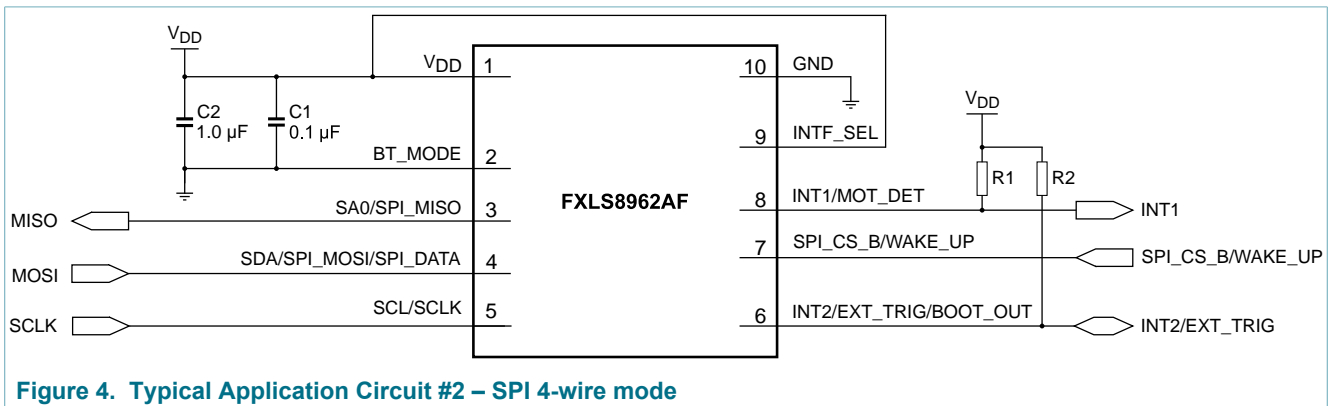 VDD
VDD 1
10 GND
C2
1.0 µF
C1
0.1 µF
VDD
9 INTF_SEL
BT_MODE 2
R1
R2
FXLS8962AF
MISO
SA0/SPI_MISO 3
8 INT1/MOT_DET
INT1
7 SPI_CS_B/WAKE_UP
SPI_CS_B/WAKE_UP
MOSI
SDA/SPI_MOSI/SPI_DATA 4
SCLK
SCL/SCLK 5
6 INT2/EXT_TRIG/BOOT_OUT
INT2/EXT_TRIG
Figure 4. Typical Application Circuit #2 – SPI 4-wire mode